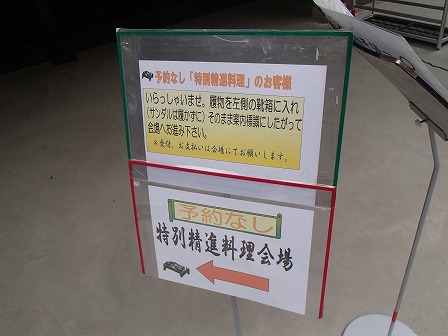 予約なし「特別精進料理」のお客様
いらっしゃいませ。履物を左側の靴箱に入れ
（サンダルは履かずに）そのまま案内標識にしたがって
会場へお進み下さい。
※受付、お支払いは会場にてお願いします。
予約なし
特別精進料理会場